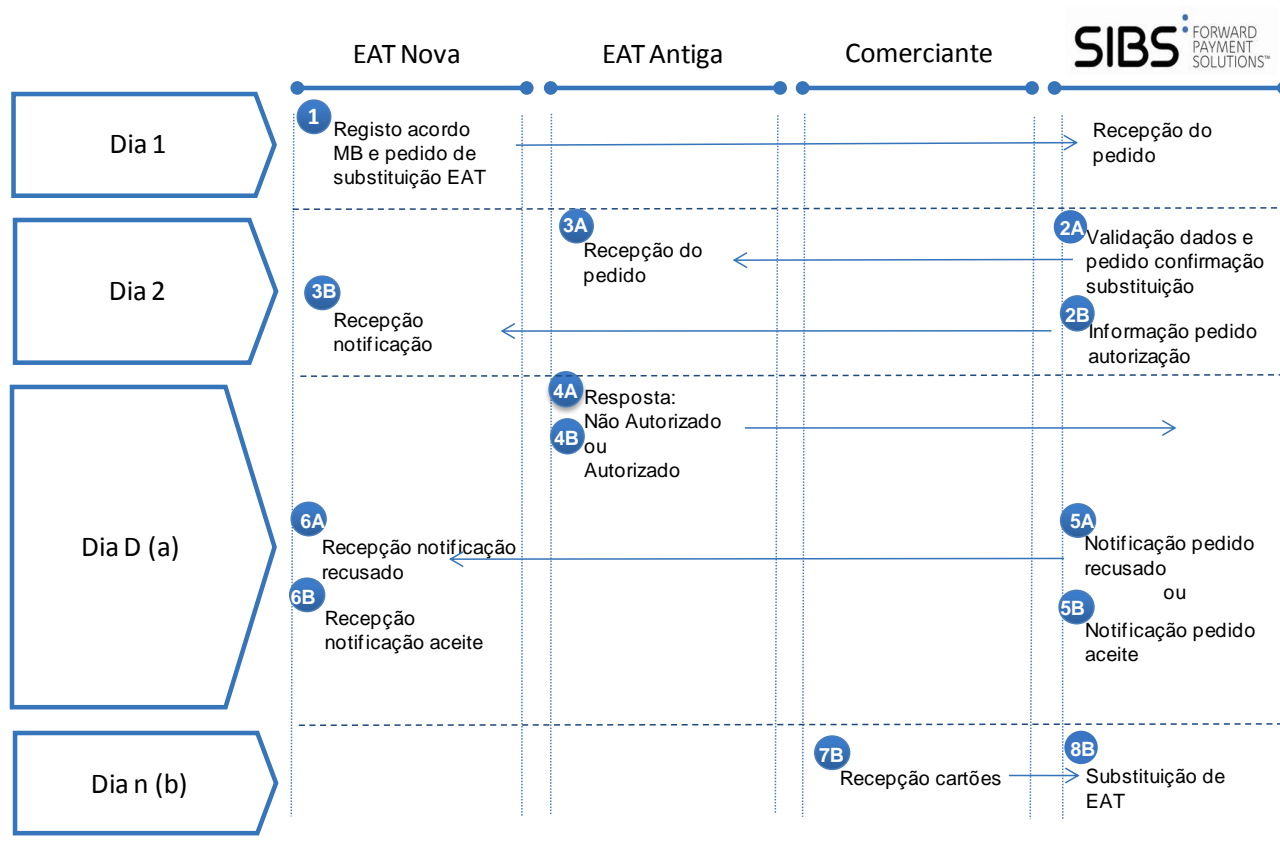 EAT Nova
EAT Antiga
Comerciante
SIBS
FORWARD
PAYMENT
SOLUTIONS™
Dia 1
1
Registo acordo
MB e pedido de
substituição EAT
Recepção do
pedido
Dia 2
3A
Recepção do
pedido
2A
Validação dados e
pedido confirmação
substituição
3B
Recepção
notificação
2B
Informação pedido
autorização
Dia D (a)
4A
Resposta:
Não Autorizado
4B
ou
Autorizado
6A
Recepção notificação
recusado
5A
Notificação pedido
recusado
ou
6B
Recepção
notificação aceite
5B
Notificação pedido
aceite
Dia n (b)
7B
Recepção cartões
8B
Substituição de
EAT